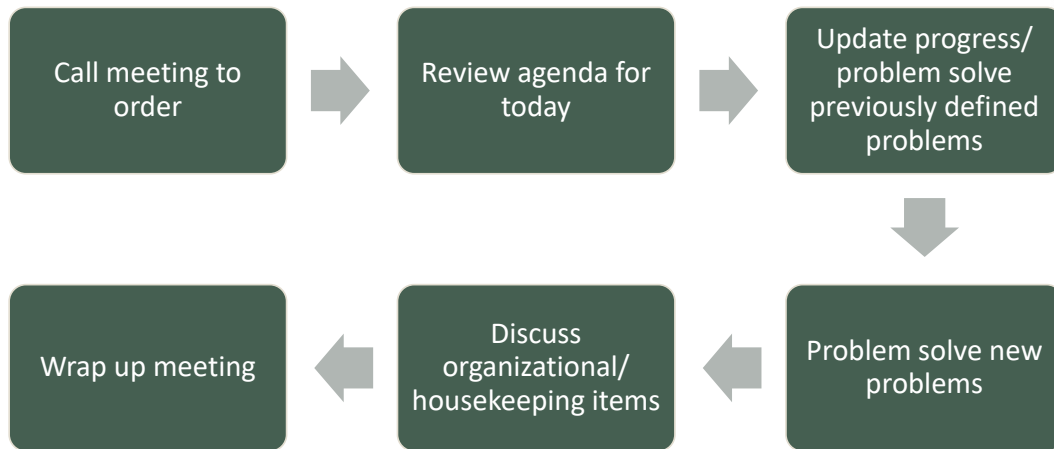 Call meeting to
order
Review agenda for
today
Update progress/
problem solve
previously defined
problems
Problem solve new
problems
Discuss
organizational/
housekeeping items
Wrap up meeting